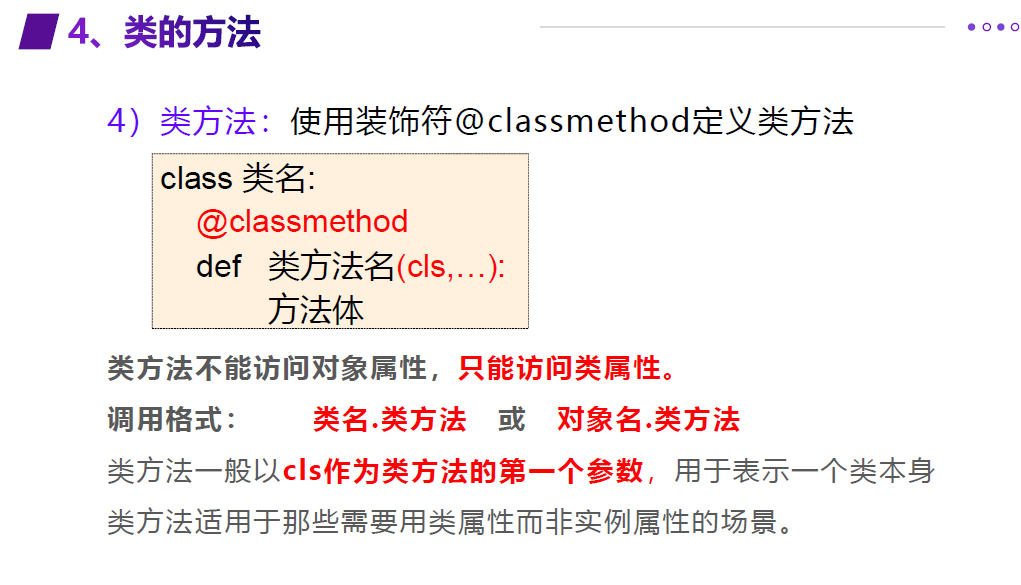 4、类的方法
4）类方法：使用装饰符@classmethod定义类方法
class 类名:
@classmethod
def 类方法名(cls,…):
方法体
类方法不能访问对象属性，只能访问类属性。
调用格式： 类名.类方法 或 对象名.类方法
类方法一般以cls作为类方法的第一个参数，用于表示一个类本身
类方法适用于那些需要用类属性而非实例属性的场景。